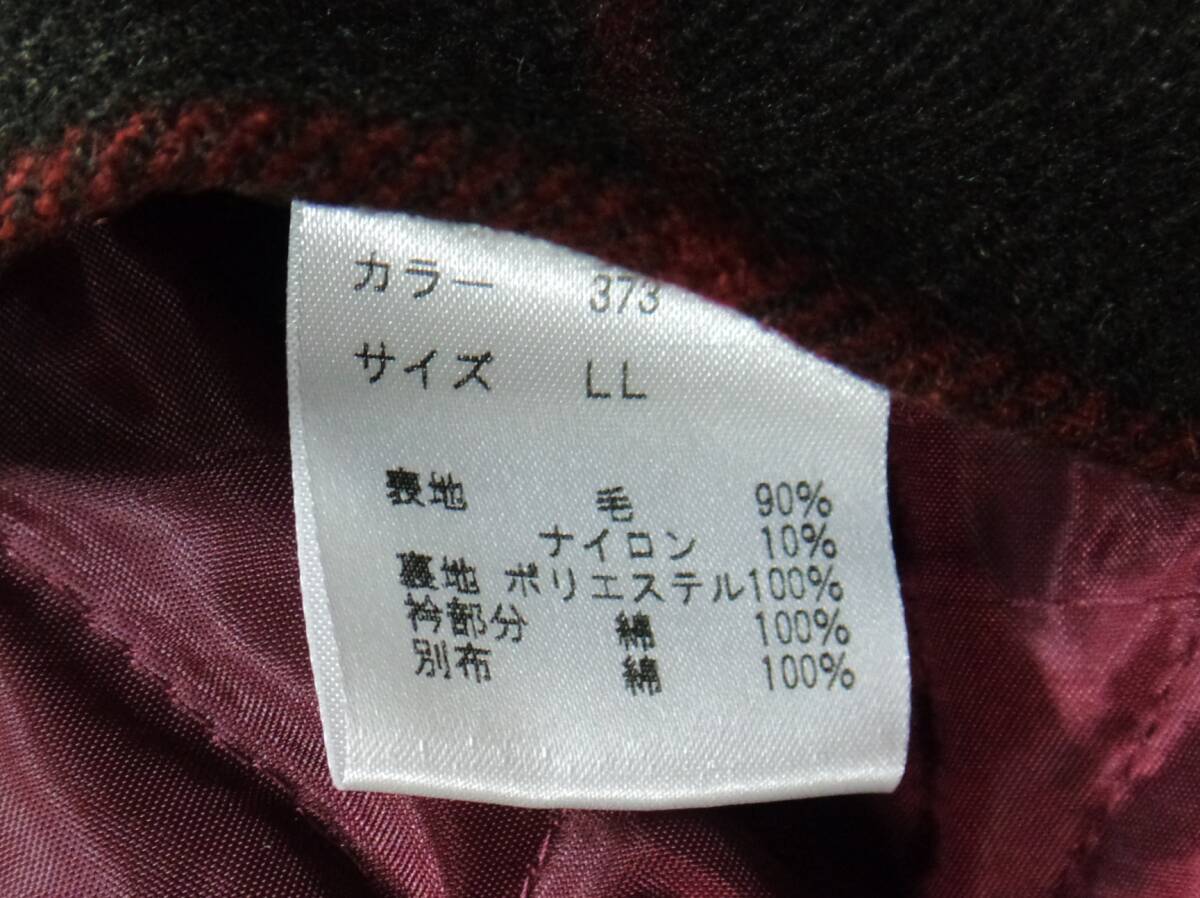 カラー 373
サイズ LL
表地 毛 90%
ナイロン 10%
裏地 ポリエステル100%
衿部分 綿 100%
別布 綿 100%